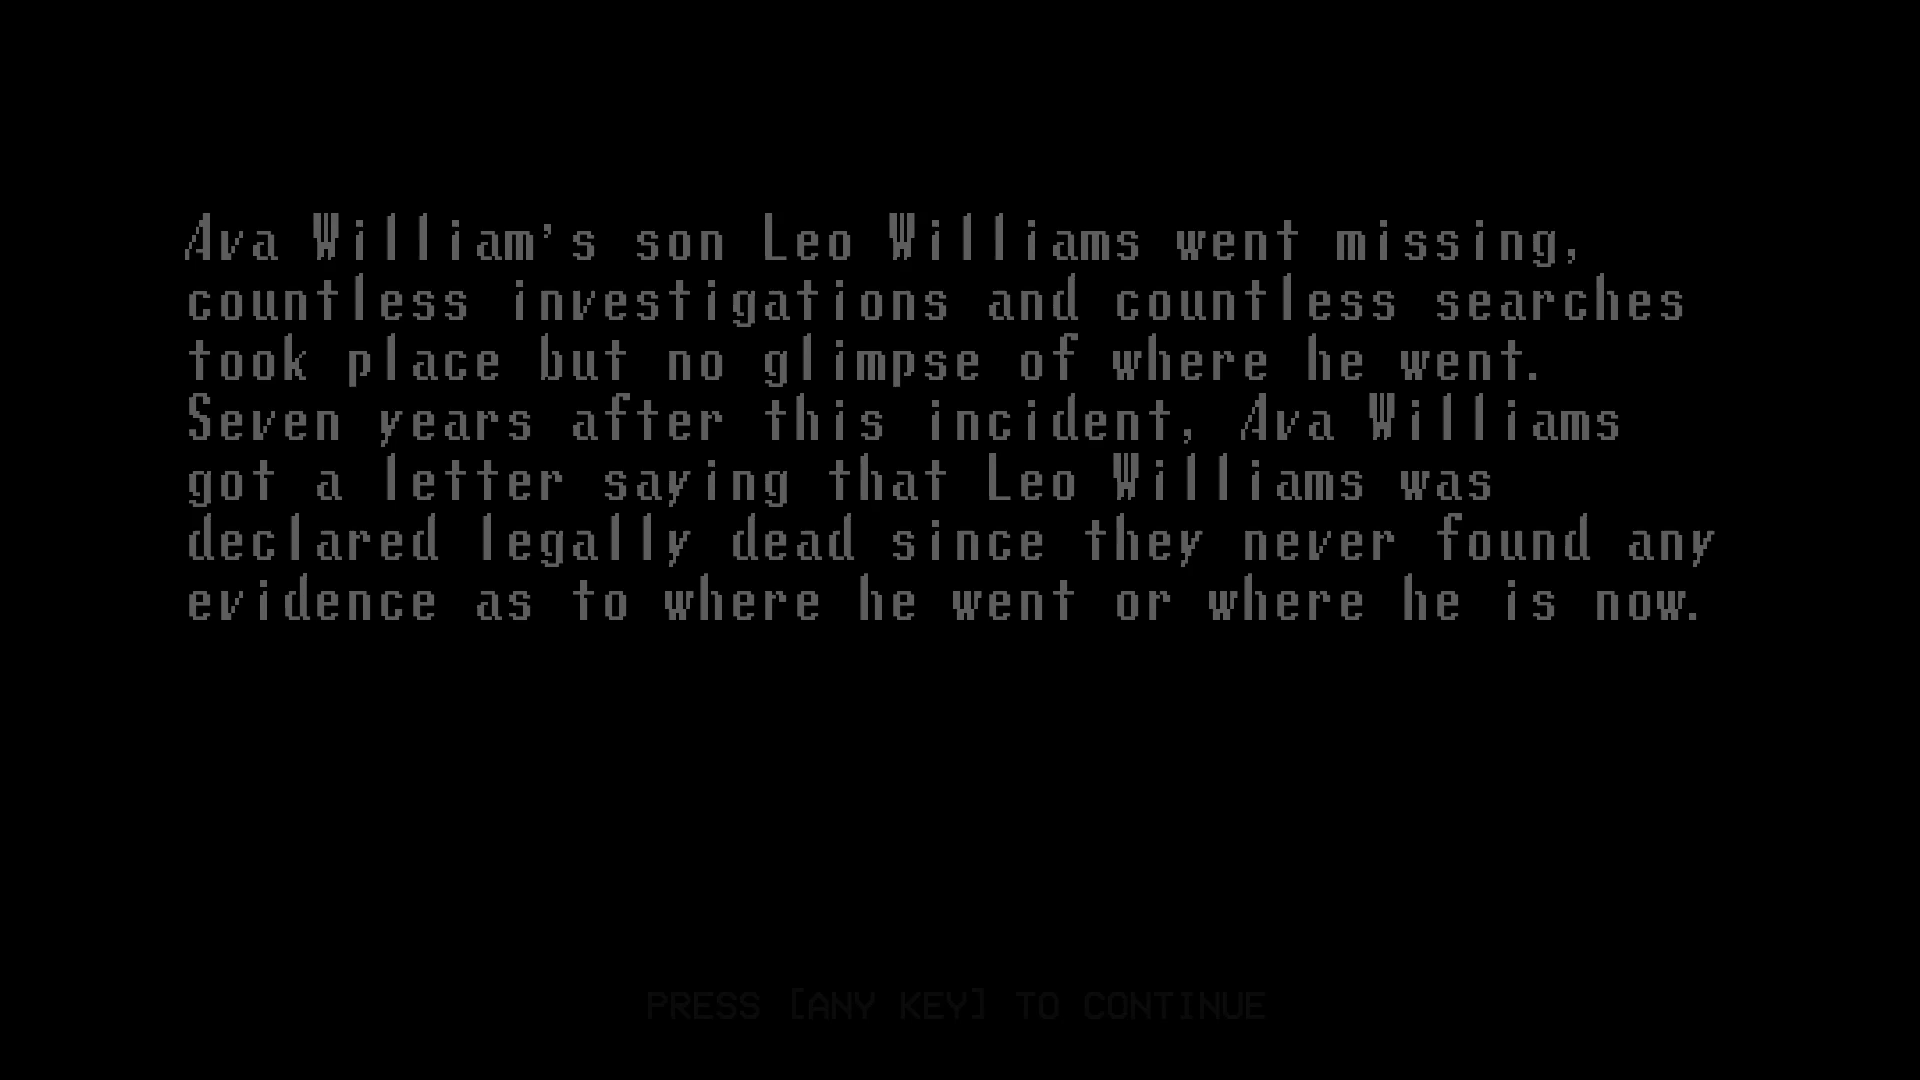 Ava William's son Leo Williams went missing,
countless investigations and countless searches
took place but no glimpse of where he went.
Seven years after this incident, Ava Williams
got a letter saying that Leo Williams was
declared legally dead since they never found any
evidence as to where he went or where he is now.
PRESS [ANY KEY] TO CONTINUE